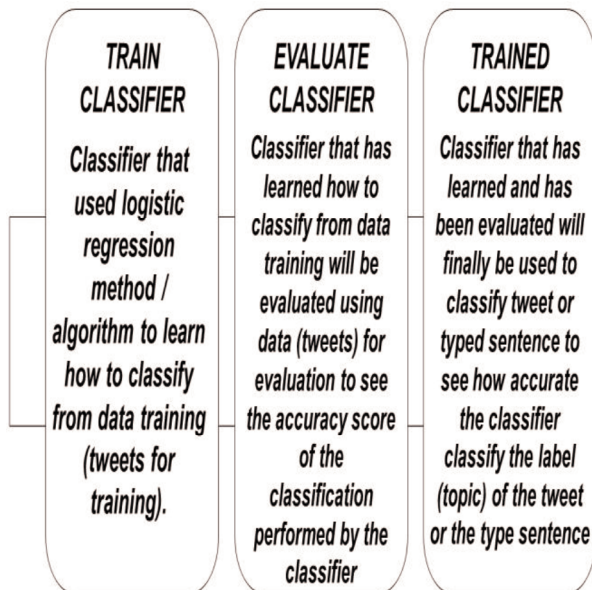 TRAIN
CLASSIFIER
Classifier that
used logistic
regression
method /
algorithm to learn
how to classify
from data training
(tweets for
training).
EVALUATE
CLASSIFIER
Classifier that has
learned how to
classify from data
training will be
evaluated using
data (tweets) for
evaluation to see
the accuracy score
of the
classification
performed by the
classifier
TRAINED
CLASSIFIER
Classifier that has
learned and has
been evaluated will
finally be used to
classify tweet or
typed sentence to
see how accurate
the classifier
classify the label
(topic) of the tweet
or the type sentence